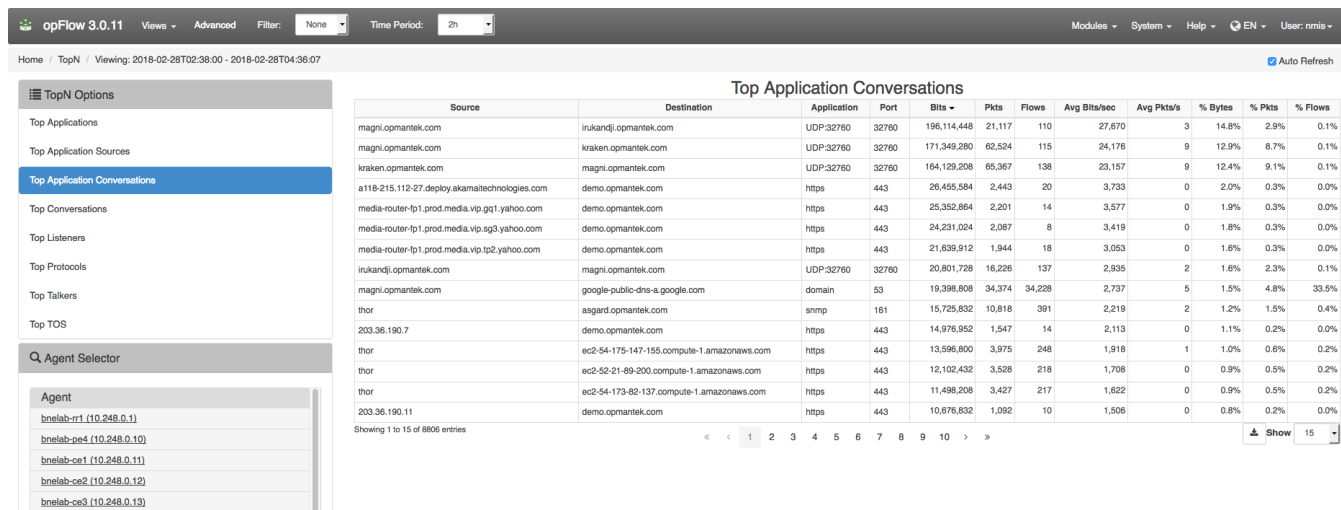 opFlow 3.0.11 Views Advanced Filter: None Time Period: 2h Modules System Help EN User: nmis
Home / TopN / Viewing: 2018-02-28T02:38:00 - 2018-02-28T04:36:07 Auto Refresh
TopN Options
Top Applications
Top Application Sources
Top Application Conversations
Top Conversations
Top Listeners
Top Protocols
Top Talkers
Top TOS
Agent Selector
Agent
bnelab-rr1 (10.248.0.1)
bnelab-pe4 (10.248.0.10)
bnelab-ce1 (10.248.0.11)
bnelab-ce2 (10.248.0.12)
bnelab-ce3 (10.248.0.13)
Top Application Conversations
Source Destination Application Port Bits Pkts Flows Avg Bits/sec Avg Pkts/s % Bytes % Pkts % Flows
magni.opmantek.com irukandji.opmantek.com UDP:32760 32760 196,114,448 21,117 110 27,670 3 14.8% 2.9% 0.1%
magni.opmantek.com kraken.opmantek.com UDP:32760 32760 171,349,280 62,524 115 24,176 9 12.9% 8.7% 0.1%
kraken.opmantek.com magni.opmantek.com UDP:32760 32760 164,129,208 65,367 138 23,157 9 12.4% 9.1% 0.1%
a118-215.112-27.deploy.akamaitechnologies.com demo.opmantek.com https 443 26,455,584 2,443 20 3,733 0 2.0% 0.3% 0.0%
media-router-fp1.prod.media.vip.gq1.yahoo.com demo.opmantek.com https 443 25,352,864 2,201 14 3,577 0 1.9% 0.3% 0.0%
media-router-fp1.prod.media.vip.sg3.yahoo.com demo.opmantek.com https 443 24,231,024 2,087 8 3,419 0 1.8% 0.3% 0.0%
media-router-fp1.prod.media.vip.tp2.yahoo.com demo.opmantek.com https 443 21,639,912 1,944 18 3,053 0 1.6% 0.3% 0.0%
irukandji.opmantek.com magni.opmantek.com UDP:32760 32760 20,801,728 16,226 137 2,935 2 1.6% 2.3% 0.1%
magni.opmantek.com google-public-dns-a.google.com domain 53 19,398,808 34,374 34,228 2,737 5 1.5% 4.8% 33.5%
thor asgard.opmantek.com snmp 161 15,725,832 10,818 391 2,219 2 1.2% 1.5% 0.4%
203.36.190.7 demo.opmantek.com https 443 14,976,952 1,547 14 2,113 0 1.1% 0.2% 0.0%
thor ec2-54-175-147-155.compute-1.amazonaws.com https 443 13,596,800 3,975 248 1,918 1 1.0% 0.6% 0.2%
thor ec2-52-21-89-200.compute-1.amazonaws.com https 443 12,102,432 3,528 218 1,708 0 0.9% 0.5% 0.2%
thor ec2-54-173-82-137.compute-1.amazonaws.com https 443 11,498,208 3,427 217 1,622 0 0.9% 0.5% 0.2%
203.36.190.11 demo.opmantek.com https 443 10,676,832 1,092 10 1,506 0 0.8% 0.2% 0.0%
Showing 1 to 15 of 8806 entries « ‹ 1 2 3 4 5 6 7 8 9 10 › » Show 15